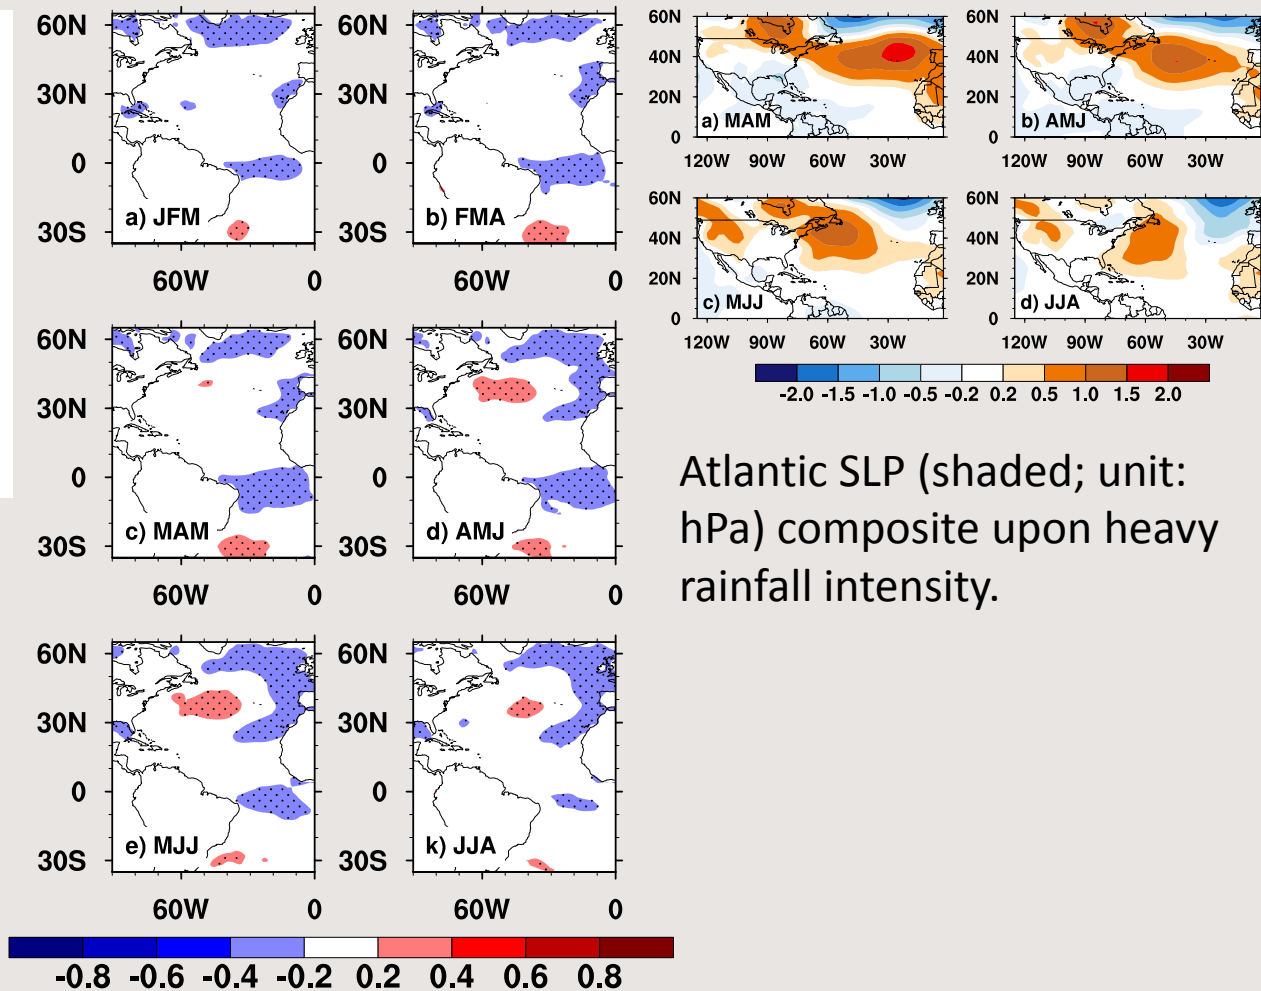 60N
30N
0
30S
a) JFM
60W
0
60N
30N
0
30S
b) FMA
60W
0
60N
30N
0
30S
c) MAM
60W
0
60N
30N
0
30S
d) AMJ
60W
0
60N
30N
0
30S
e) MJJ
60W
0
60N
30N
0
30S
k) JJA
60W
0
-0.8 -0.6 -0.4 -0.2 0.2 0.4 0.6 0.8
60N
40N
20N
0
a) MAM
120W 90W 60W 30W
60N
40N
20N
0
b) AMJ
120W 90W 60W 30W
60N
40N
20N
0
c) MJJ
120W 90W 60W 30W
60N
40N
20N
0
d) JJA
120W 90W 60W 30W
-2.0 -1.5 -1.0 -0.5 -0.2 0.2 0.5 1.0 1.5 2.0
Atlantic SLP (shaded; unit:
hPa) composite upon heavy
rainfall intensity.